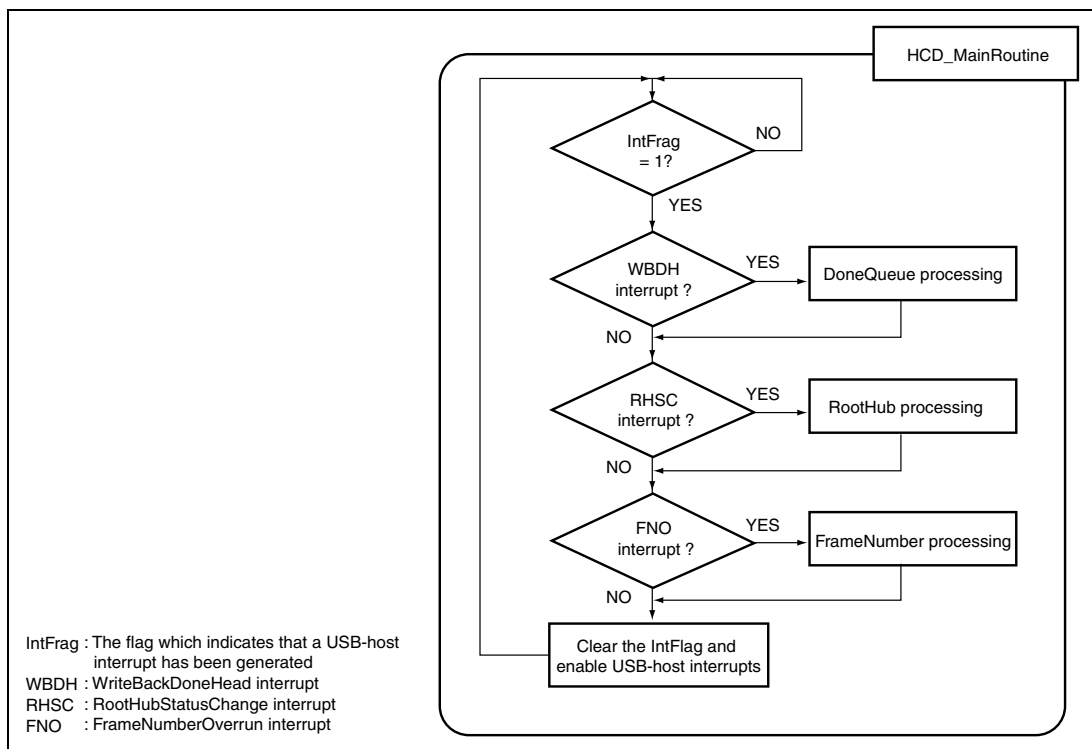 HCD_MainRoutine
IntFrag
= 1?
NO
YES
WBDH
interrupt ?
YES
DoneQueue processing
NO
RHSC
interrupt ?
YES
RootHub processing
NO
FNO
interrupt ?
YES
FrameNumber processing
NO
Clear the IntFlag and
enable USB-host interrupts
IntFrag : The flag which indicates that a USB-host
interrupt has been generated
WBDH : WriteBackDoneHead interrupt
RHSC : RootHubStatusChange interrupt
FNO : FrameNumberOverrun interrupt